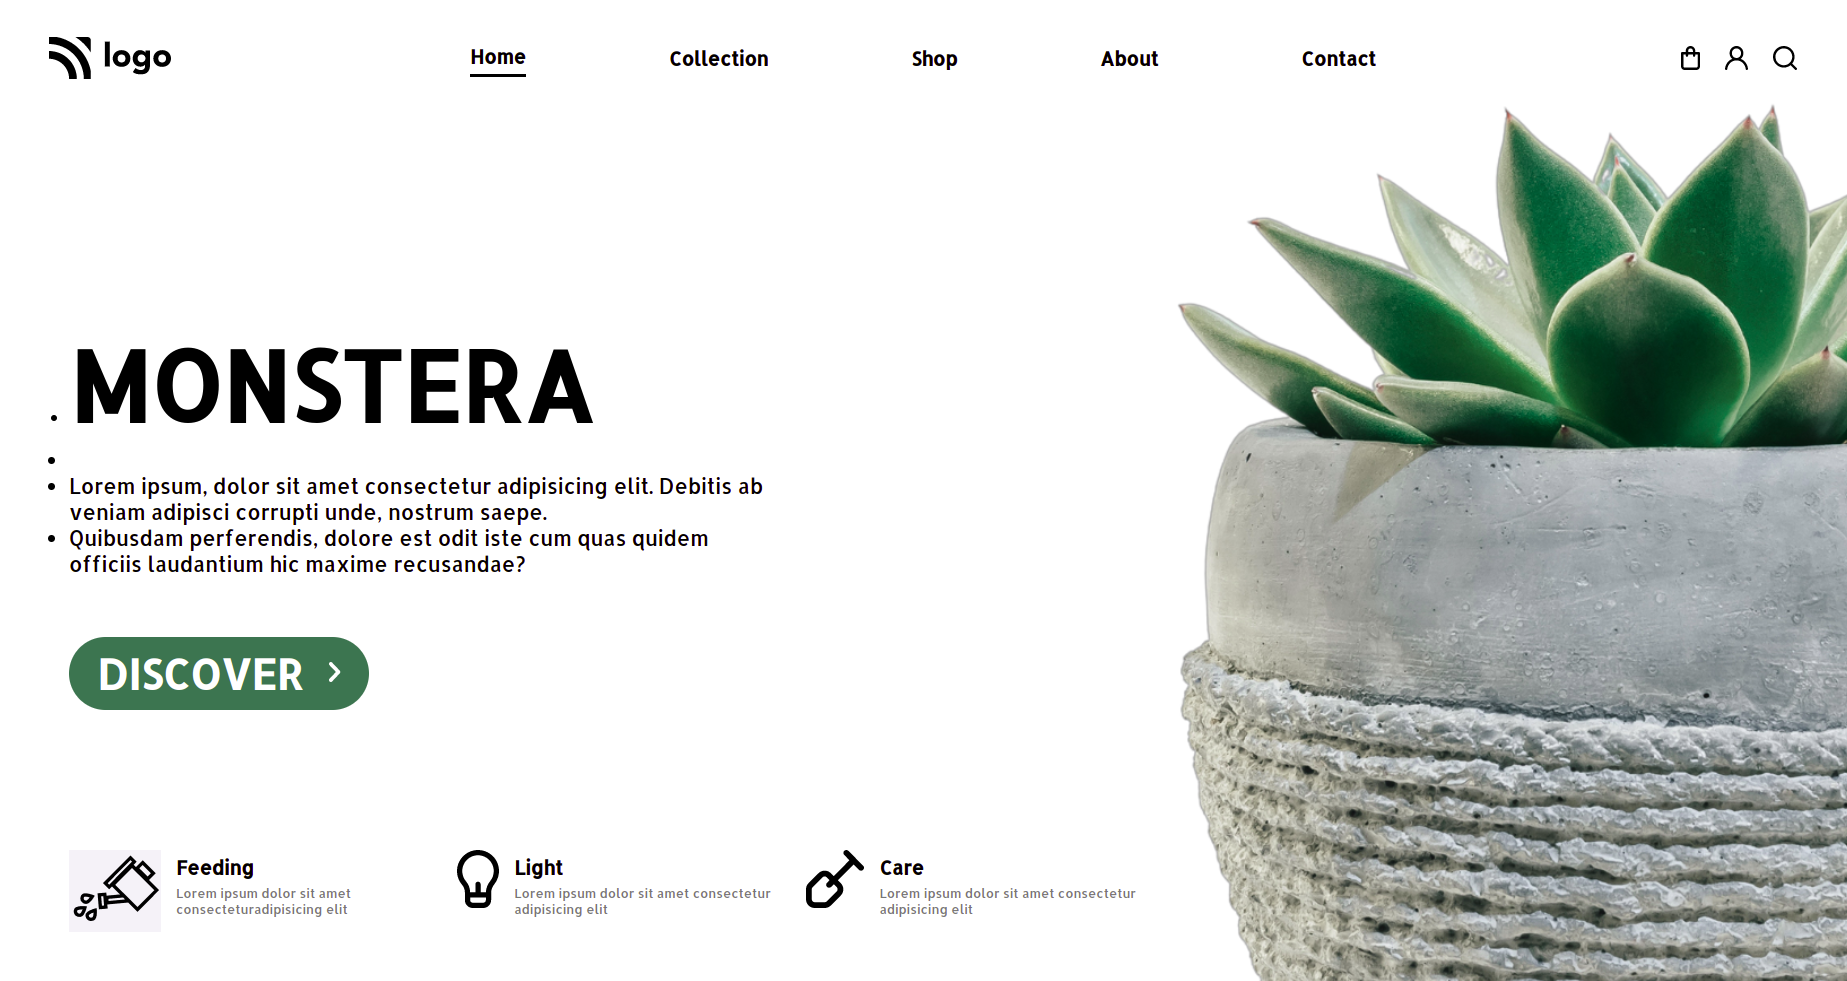 logo
Home
Collection
Shop
About
Contact
MONSTERA
Lorem ipsum, dolor sit amet consectetur adipisicing elit. Debitis ab
veniam adipisci corrupti unde, nostrum saepe.
Quibusdam perferendis, dolore est odit iste cum quas quidem
officiis laudantium hic maxime recusandae?
DISCOVER
Feeding
Lorem ipsum dolor sit amet
consecteturadipisicing elit
Light
Lorem ipsum dolor sit amet consectetur
adipisicing elit
Care
Lorem ipsum dolor sit amet consectetur
adipisicing elit